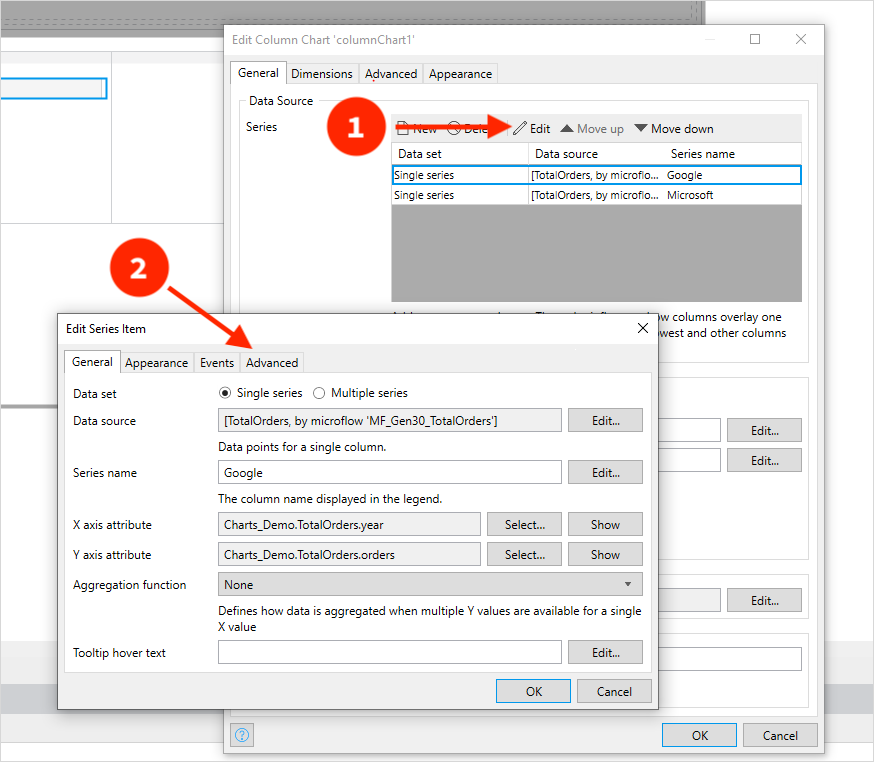 Edit Column Chart 'columnChart1'
General Dimensions Advanced Appearance
Data Source
Series
1
New Dele Edit Move up Move down
Data set Data source Series name
Single series [TotalOrders, by microflo... Google
Single series [TotalOrders, by microflo... Microsoft
columns overlay one
and other columns
2
Edit Series Item
General Appearance Events Advanced
Data set Single series Multiple series
Data source [TotalOrders, by microflow 'MF_Gen30_TotalOrders'] Edit...
Data points for a single column.
Series name Google Edit...
The column name displayed in the legend.
X axis attribute Charts_Demo.TotalOrders.year Select... Show
Y axis attribute Charts_Demo.TotalOrders.orders Select... Show
Aggregation function None
Defines how data is aggregated when multiple Y values are available for a single
X value
Tooltip hover text Edit...
OK Cancel
Edit...
Edit...
Edit...
? OK Cancel